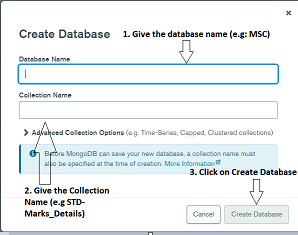 ×
Create Database
1. Give the database name (e.g: MSC)
Database Name
Collection Name
Advanced Collection Options (e.g. Time-Series, Capped, Clustered collections)
Before MongoDB can save your new database, a collection name must
also be specified at the time of creation. More Information
3. Click on Create Database
2. Give the Collection
Name (e.g STD-
Marks_Details)
Cancel
Create Database